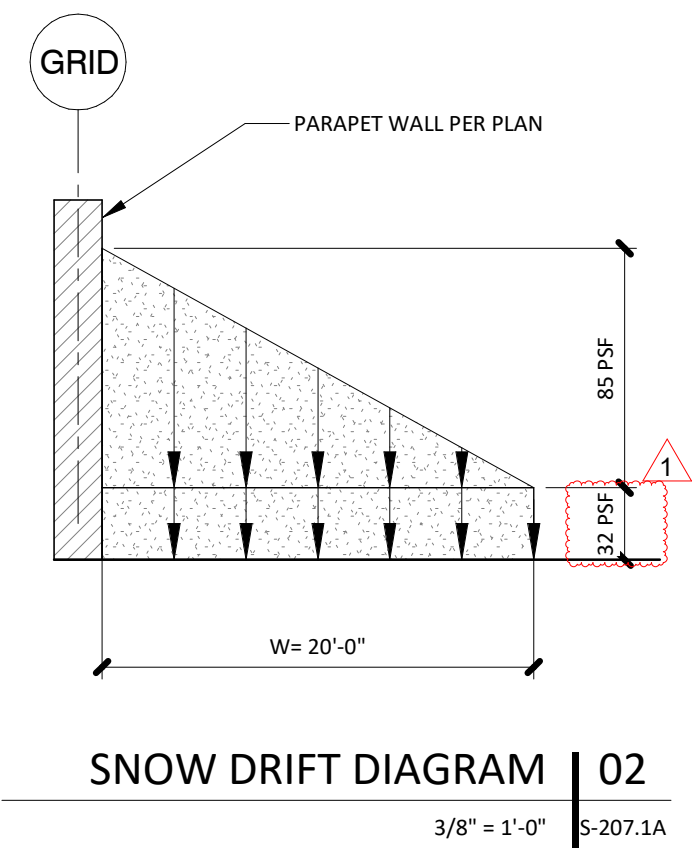 GRID
PARAPET WALL PER PLAN
85 PSF
1
32 PSF
W= 20'-0"
SNOW DRIFT DIAGRAM 02
3/8" = 1'-0" S-207.1A